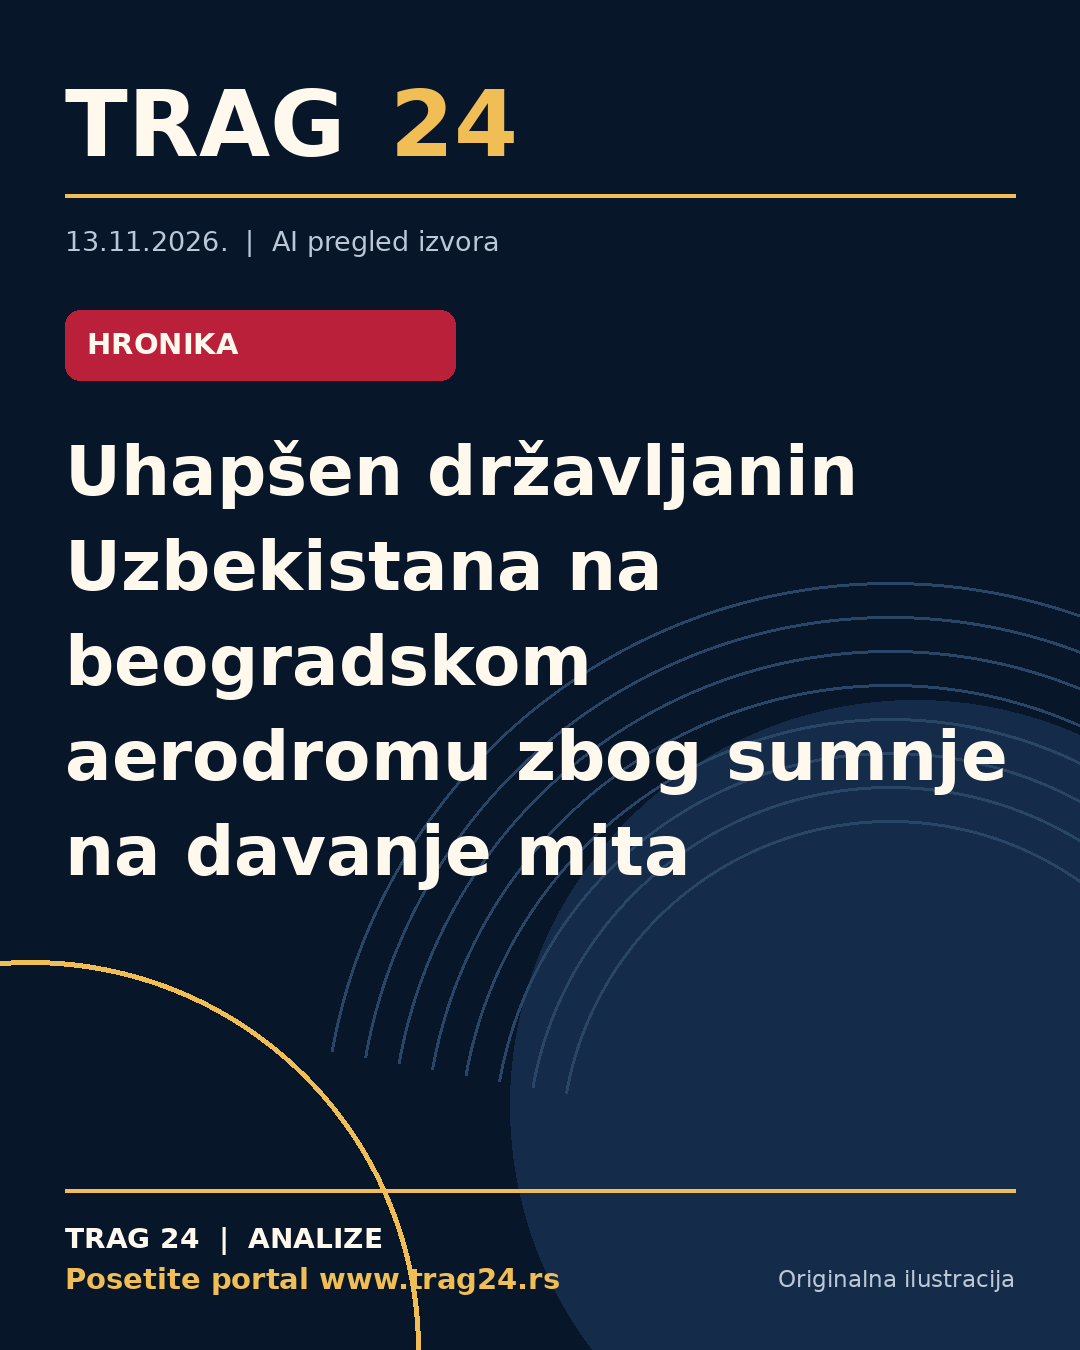 TRAG 24
13.11.2026. | AI pregled izvora
HRONIKA
Uhapšen državljanin
Uzbekistana na
beogradskom
aerodromu zbog sumnje
na davanje mita
TRAG 24 | ANALIZE
Posetite portal www.trag24.rs
Originalna ilustracija